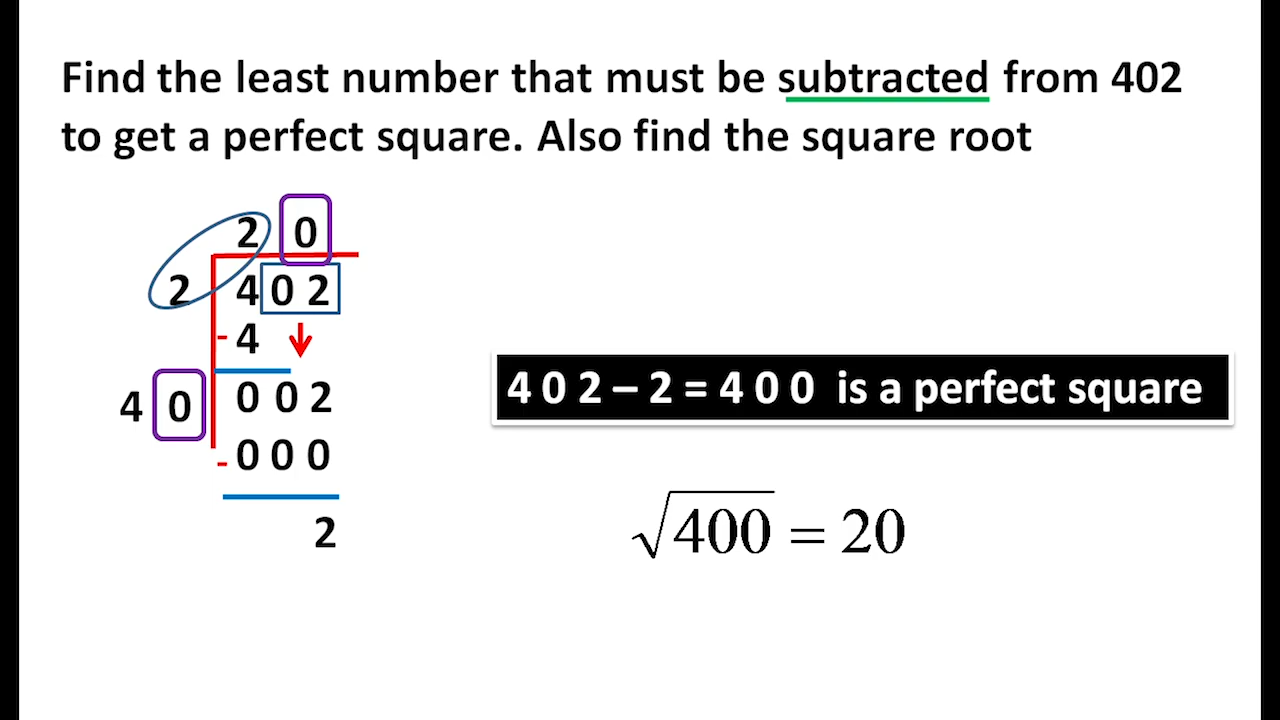 Find the least number that must be subtracted from 402
to get a perfect square. Also find the square root
2 0
2 4 0 2
- 4
4 0 0 0 2
- 0 0 0
2
4 0 2 – 2 = 4 0 0 is a perfect square
√400 = 20